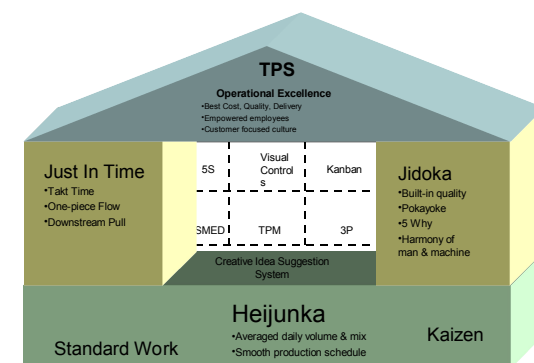 TPS
Operational Excellence
•Best Cost, Quality, Delivery
•Empowered employees
•Customer focused culture
Just In Time
•Takt Time
•One-piece Flow
•Downstream Pull
5S
Visual
Control
s
Kanban
SMED
TPM
3P
Creative Idea Suggestion
System
Jidoka
•Built-in quality
•Pokayoke
•5 Why
•Harmony of
man & machine
Standard Work
Heijunka
•Averaged daily volume & mix
•Smooth production schedule
Kaizen